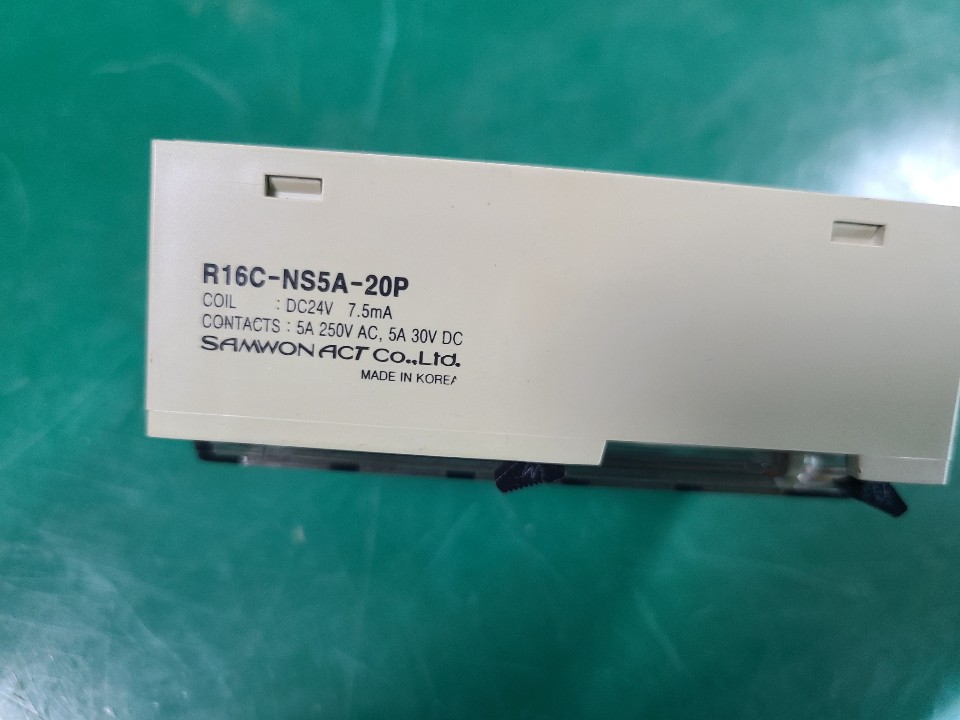 R16C-NS5A-20P
COIL : DC24V 7.5mA
CONTACTS : 5A 250V AC, 5A 30V DC
SAMWON ACT Co.,Ltd.
MADE IN KOREA